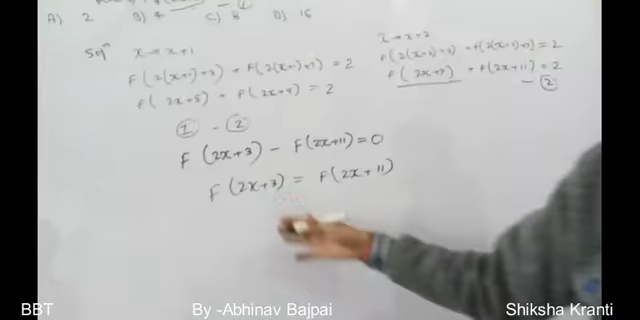 A) 2 B) 4 C) 8 D) 16
Solⁿ x → x+1
F(2(x+1)+3) + F(2(x+1)+7) = 2
F(2x+5) + F(2x+9) = 2
x → x+2
F(2(x+2)+3) + F(2(x+2)+7) = 2
F(2x+7) + F(2x+11) = 2
— ②
① - ②
F(2x+3) - F(2x+11) = 0
F(2x+3) = F(2x+11)
BBT By -Abhinav Bajpai Shiksha Kranti